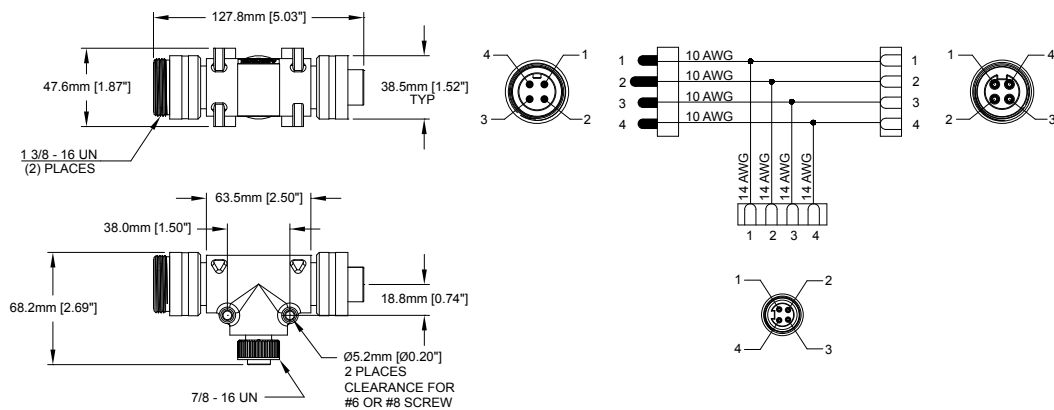 127.8mm [5.03"]
47.6mm [1.87"]
38.5mm [1.52"]
TYP
1 3/8 - 16 UN
(2) PLACES
4
1
3
2
1
2
3
4
10 AWG
10 AWG
10 AWG
10 AWG
1
2
3
4
1
4
2
3
14 AWG
14 AWG
14 AWG
14 AWG
1
2
3
4
63.5mm [2.50"]
38.0mm [1.50"]
68.2mm [2.69"]
18.8mm [0.74"]
Ø5.2mm [Ø0.20"]
2 PLACES
CLEARANCE FOR
#6 OR #8 SCREW
7/8 - 16 UN
1
2
4
3